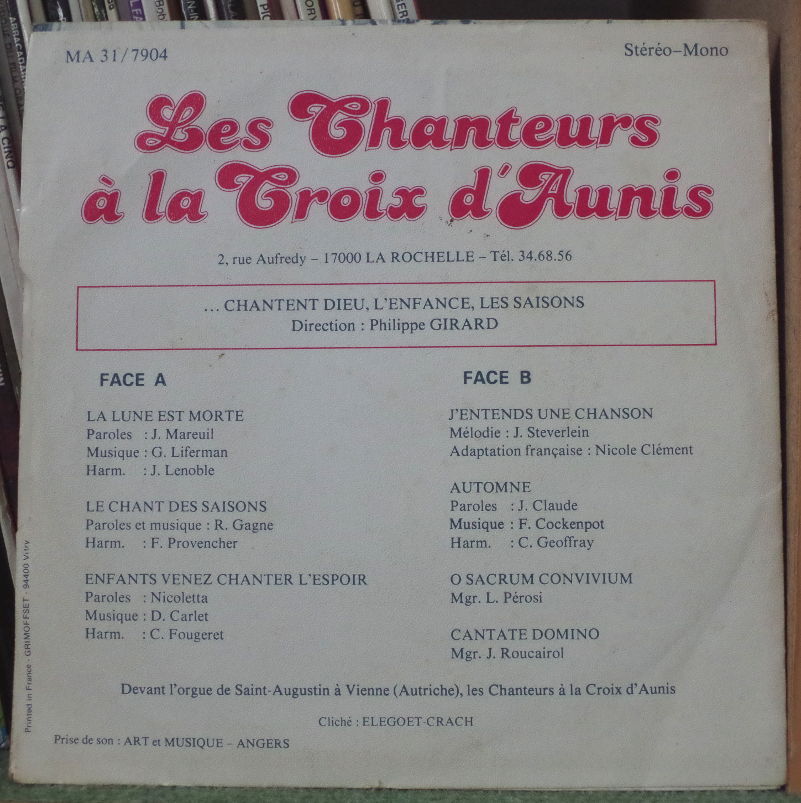 MA 31/7904
Stéréo–Mono
Les Chanteurs
à la Croix d'Aunis
2, rue Aufredy – 17000 LA ROCHELLE – Tél. 34.68.56
... CHANTENT DIEU, L'ENFANCE, LES SAISONS
Direction : Philippe GIRARD
FACE A
LA LUNE EST MORTE
Paroles : J. Mareuil
Musique : G. Liferman
Harm. : J. Lenoble
LE CHANT DES SAISONS
Paroles et musique : R. Gagne
Harm. : F. Provencher
ENFANTS VENEZ CHANTER L'ESPOIR
Paroles : Nicoletta
Musique : D. Carlet
Harm. : C. Fougeret
FACE B
J'ENTENDS UNE CHANSON
Mélodie : J. Steverlein
Adaptation française : Nicole Clément
AUTOMNE
Paroles : J. Claude
Musique : F. Cockenpot
Harm. : C. Geoffray
O SACRUM CONVIVIUM
Mgr. L. Pérosi
CANTATE DOMINO
Mgr. J. Roucairol
Devant l'orgue de Saint-Augustin à Vienne (Autriche), les Chanteurs à la Croix d'Aunis
Cliché : ELEGOET-CRACH
Prise de son : ART et MUSIQUE – ANGERS
Printed in France - GRIMOFFSET - 94400 Vitry